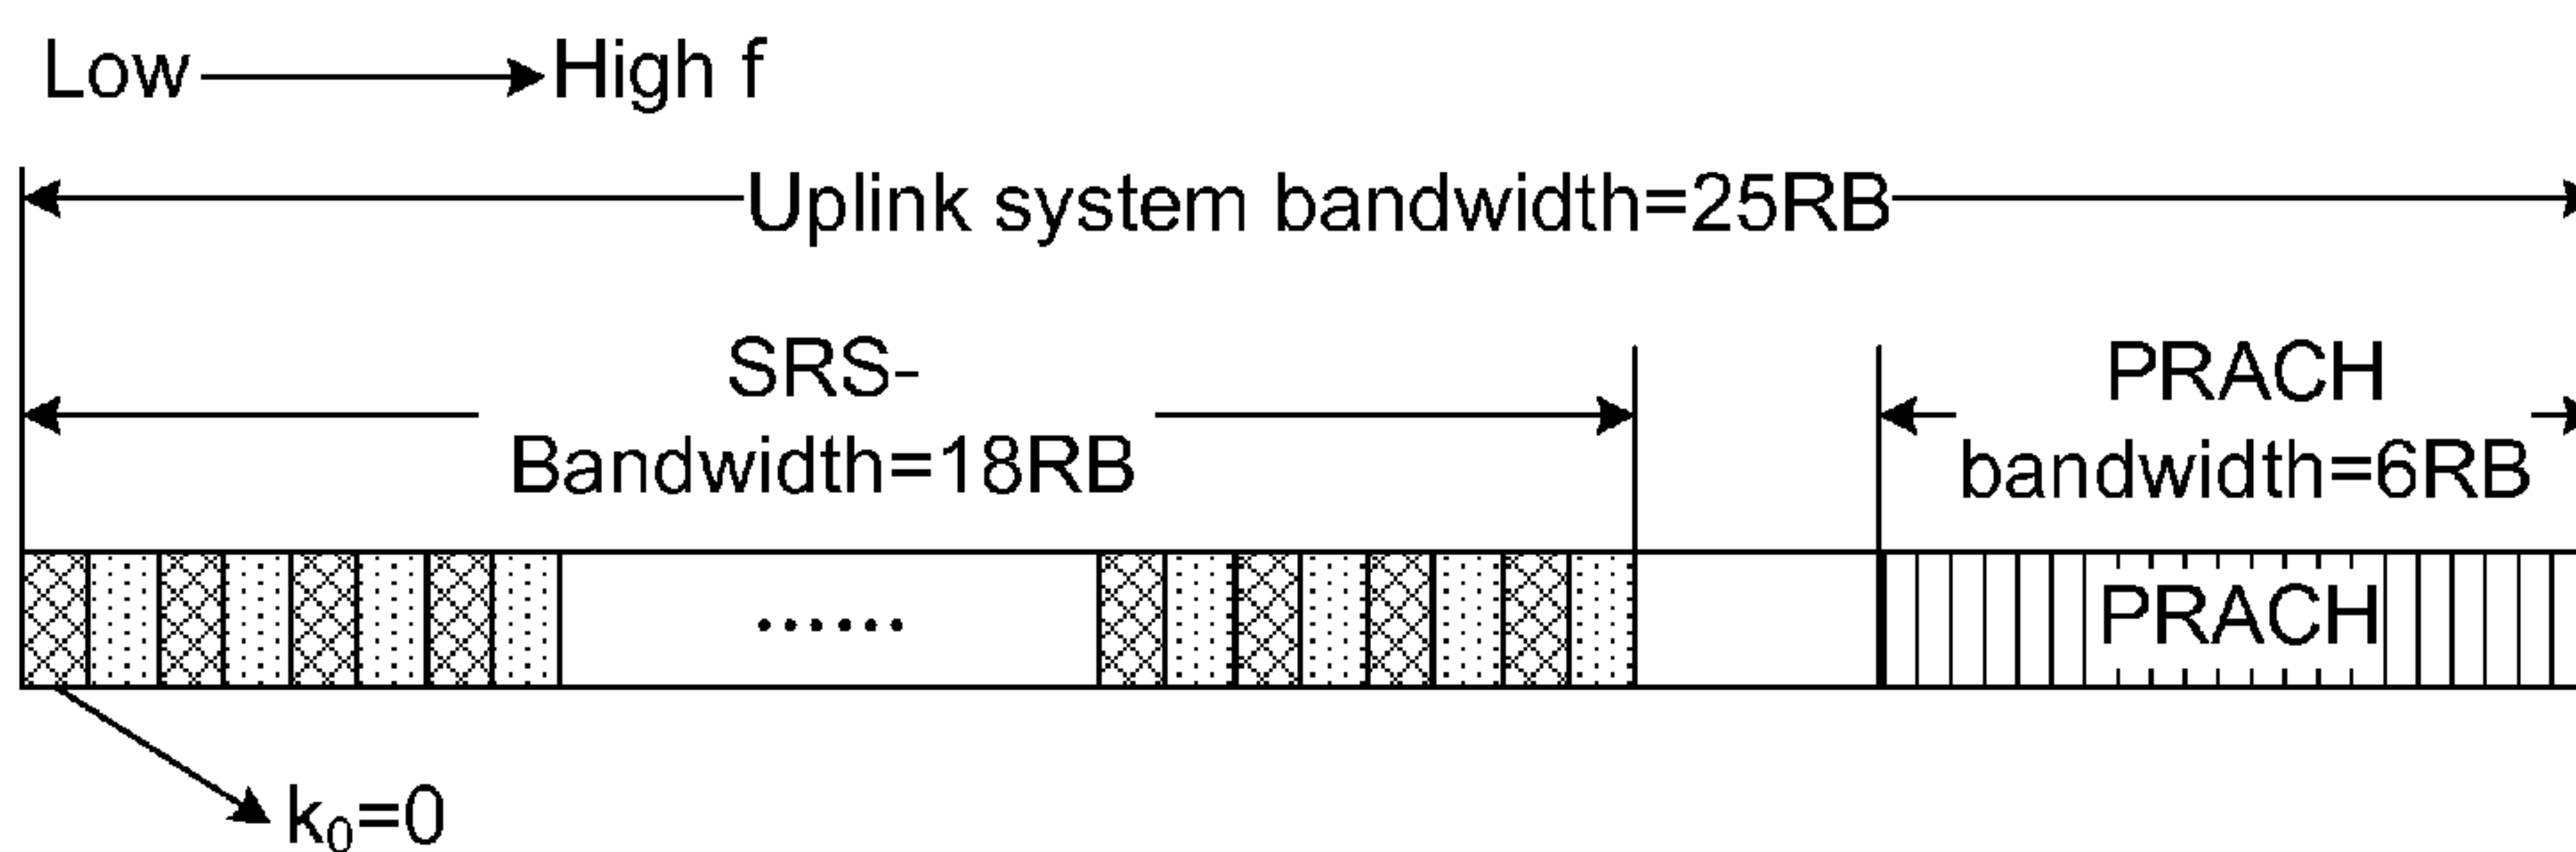 Low High f
Uplink system bandwidth=25RB
SRS-
Bandwidth=18RB
PRACH
bandwidth=6RB
......
PRACH
k₀=0